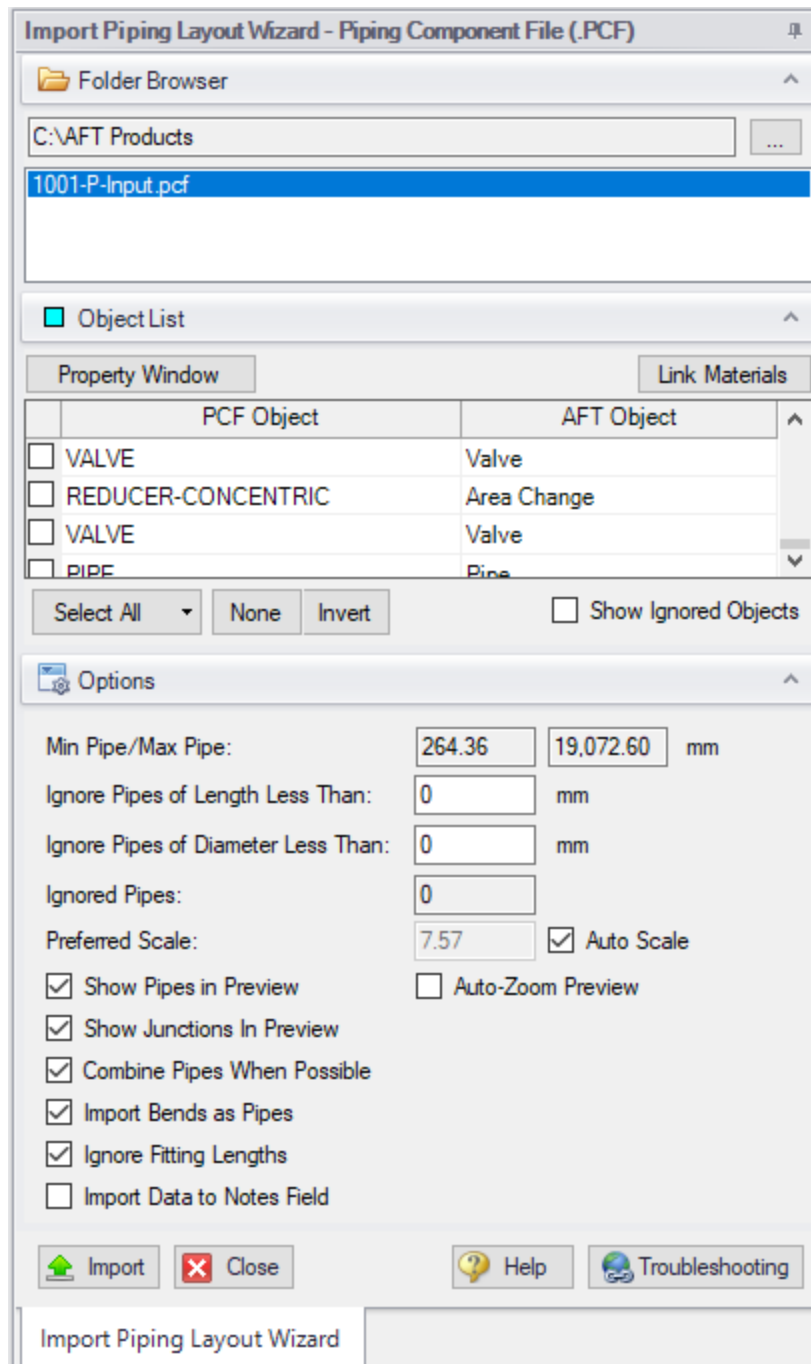 Import Piping Layout Wizard - Piping Component File (.PCF)
Folder Browser
C:\AFT Products
...
1001-P-Input.pcf
Object List
Property Window Link Materials
PCF Object AFT Object
VALVE Valve
REDUCER-CONCENTRIC Area Change
VALVE Valve
PIPE Pipe
Select All None Invert Show Ignored Objects
Options
Min Pipe/Max Pipe: 264.36 19,072.60 mm
Ignore Pipes of Length Less Than: 0 mm
Ignore Pipes of Diameter Less Than: 0 mm
Ignored Pipes: 0
Preferred Scale: 7.57 Auto Scale
Show Pipes in Preview Auto-Zoom Preview
Show Junctions In Preview
Combine Pipes When Possible
Import Bends as Pipes
Ignore Fitting Lengths
Import Data to Notes Field
Import Close Help Troubleshooting
Import Piping Layout Wizard